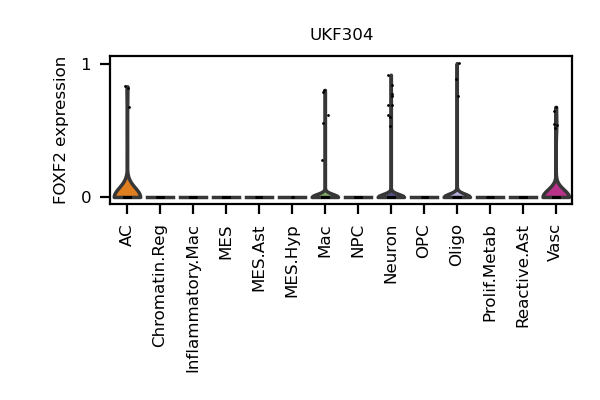 UKF304
FOXF2 expression
1
0
AC
Chromatin.Reg
Inflammatory.Mac
MES
MES.Ast
MES.Hyp
Mac
NPC
Neuron
OPC
Oligo
Prolif.Metab
Reactive.Ast
Vasc